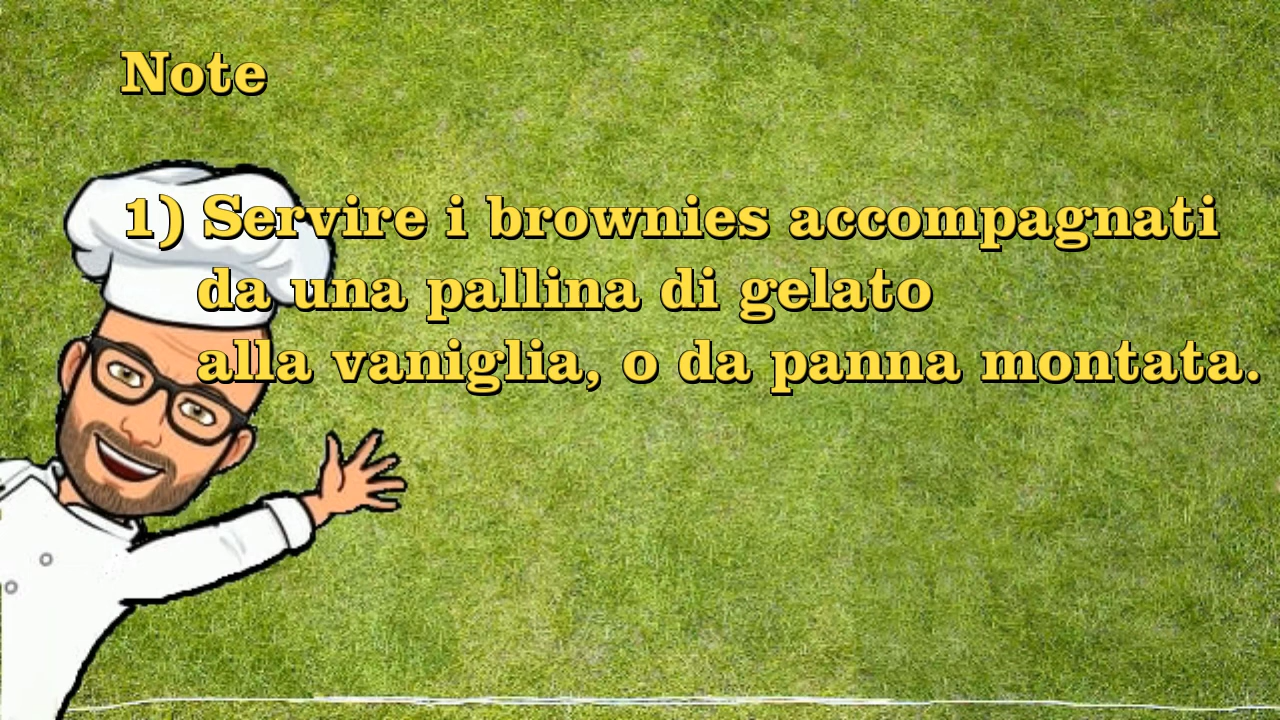 Note
1) Servire i brownies accompagnati
da una pallina di gelato
alla vaniglia, o da panna montata.